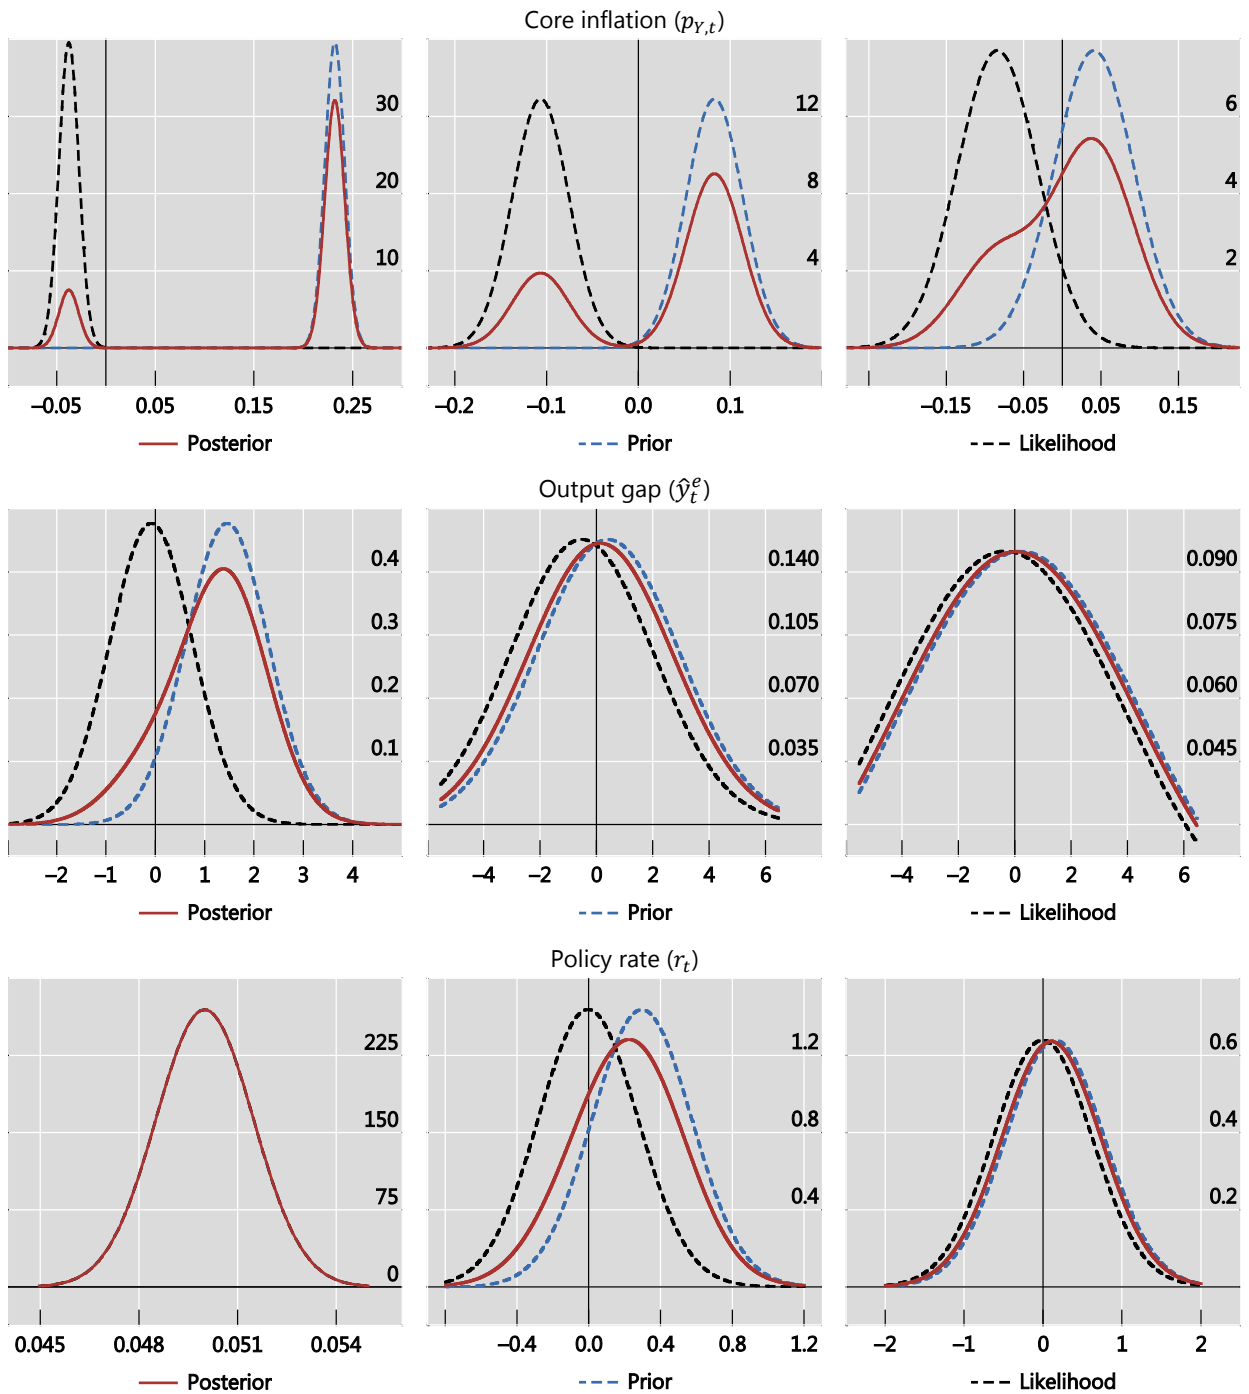 Core inflation (p_{Y,t})
30 12 6
20 8 4
10 4 2
−0.05 0.05 0.15 0.25 −0.2 −0.1 0.0 0.1 −0.15 −0.05 0.05 0.15
Posterior Prior Likelihood
Output gap (ŷ_t^e)
0.4 0.140 0.090
0.3 0.105 0.075
0.2 0.070 0.060
0.1 0.035 0.045
−2 −1 0 1 2 3 4 −4 −2 0 2 4 6 −4 −2 0 2 4 6
Posterior Prior Likelihood
Policy rate (r_t)
225 1.2 0.6
150 0.8 0.4
75 0.4 0.2
0
0.045 0.048 0.051 0.054 −0.4 0.0 0.4 0.8 1.2 −2 −1 0 1 2
Posterior Prior Likelihood